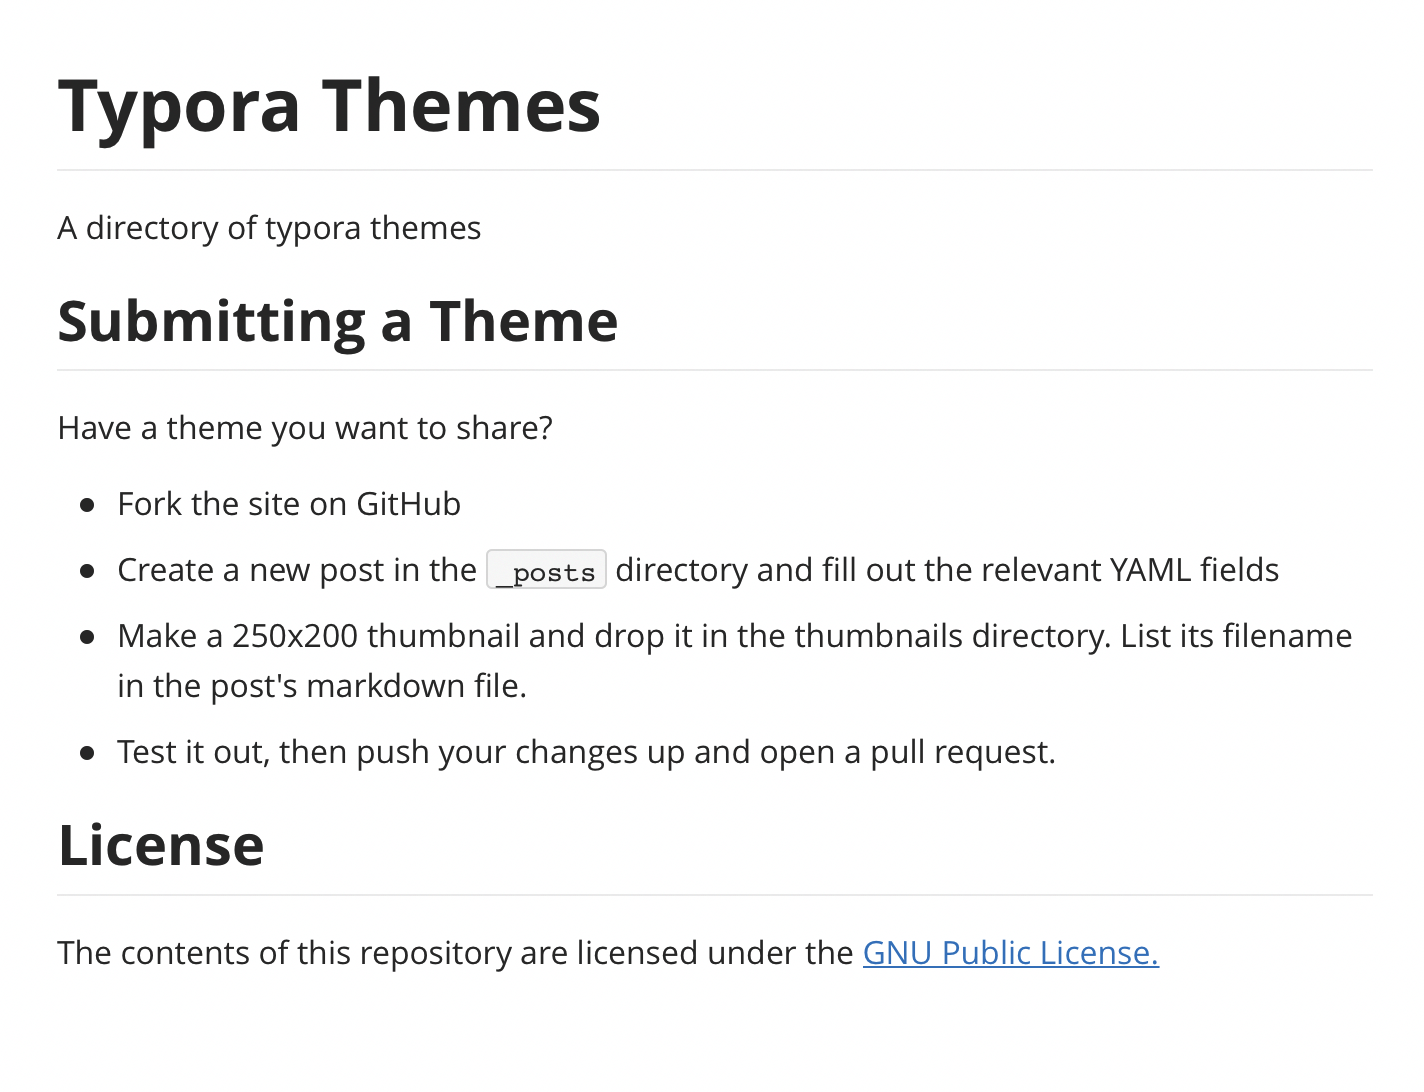 Typora Themes
A directory of typora themes
Submitting a Theme
Have a theme you want to share?
Fork the site on GitHub
Create a new post in the _posts directory and fill out the relevant YAML fields
Make a 250x200 thumbnail and drop it in the thumbnails directory. List its filename
in the post's markdown file.
Test it out, then push your changes up and open a pull request.
License
The contents of this repository are licensed under the GNU Public License.